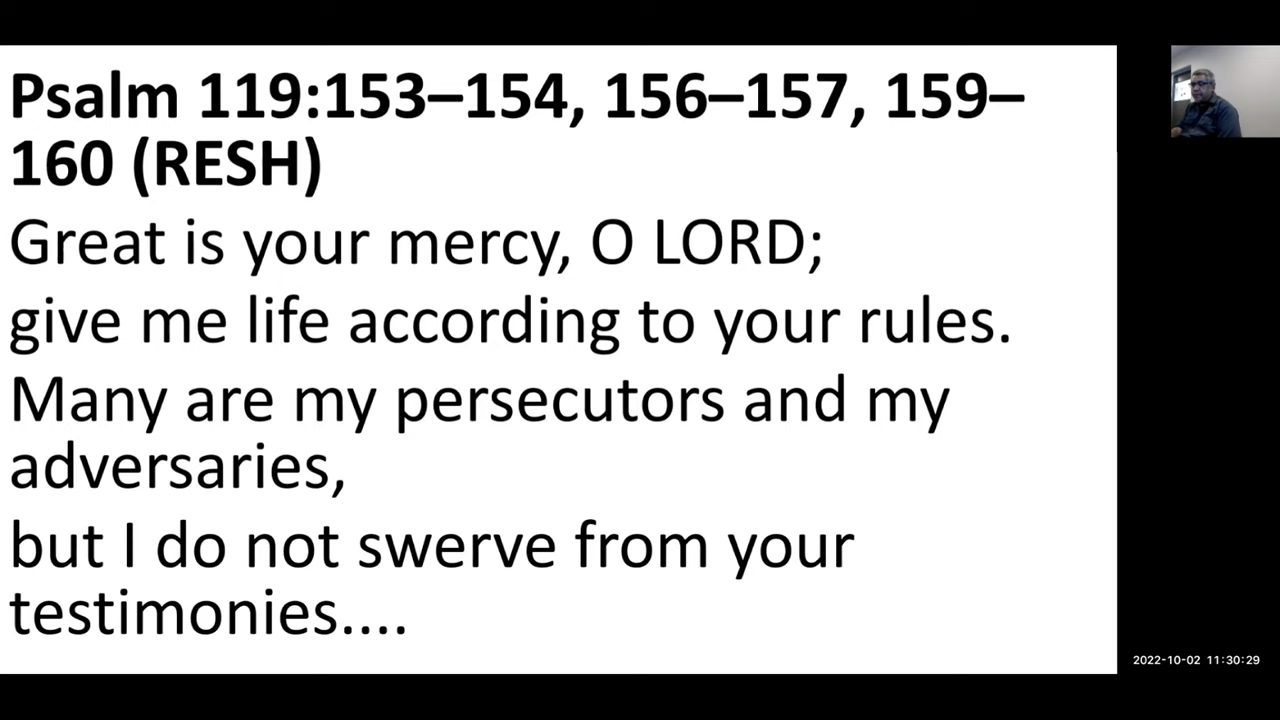 Psalm 119:153–154, 156–157, 159–
160 (RESH)
Great is your mercy, O LORD;
give me life according to your rules.
Many are my persecutors and my
adversaries,
but I do not swerve from your
testimonies....
2022-10-02 11:30:29